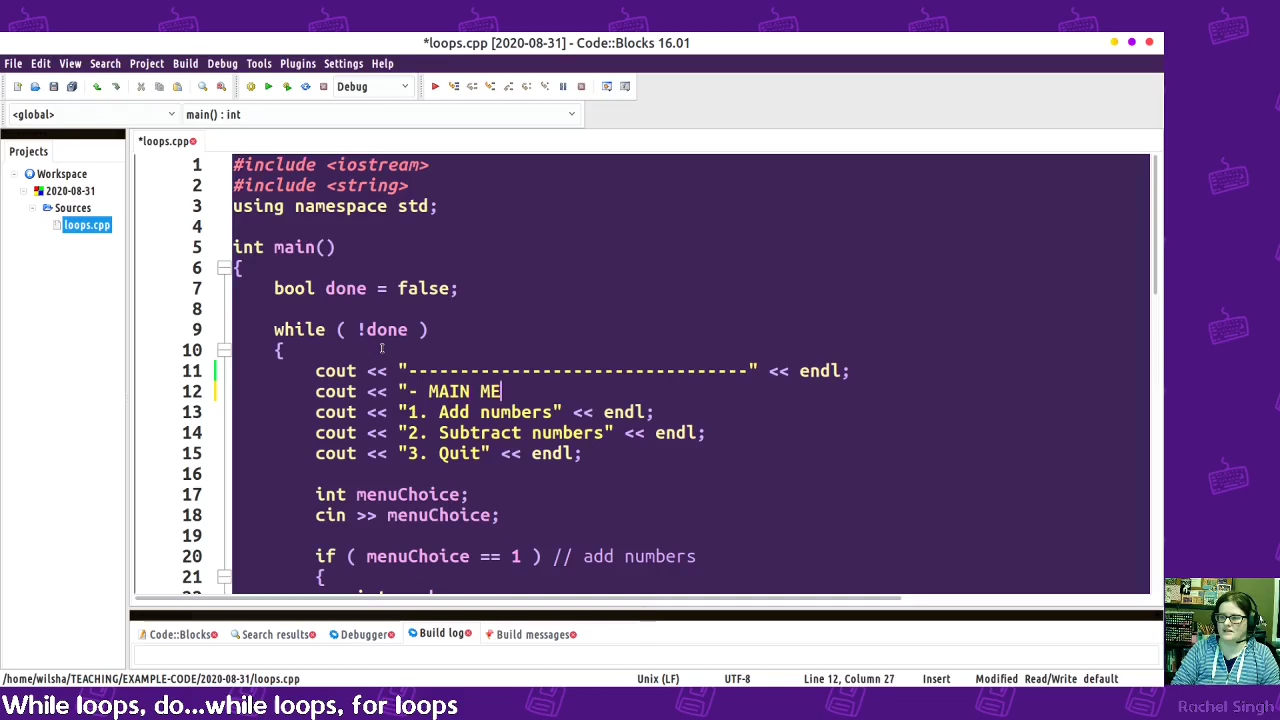 *loops.cpp [2020-08-31] - Code::Blocks 16.01
File Edit View Search Project Build Debug Tools Plugins Settings Help
Debug
<global> main() : int
Projects
Workspace
2020-08-31
Sources
loops.cpp
*loops.cpp
1 #include <iostream>
2 #include <string>
3 using namespace std;
4
5 int main()
6 {
7 bool done = false;
8
9 while ( !done )
10 {
11 cout << "---------------------------------" << endl;
12 cout << "- MAIN ME
13 cout << "1. Add numbers" << endl;
14 cout << "2. Subtract numbers" << endl;
15 cout << "3. Quit" << endl;
16
17 int menuChoice;
18 cin >> menuChoice;
19
20 if ( menuChoice == 1 ) // add numbers
21 {
Code::Blocks Search results Debugger Build log Build messages
/home/wilsha/TEACHING/EXAMPLE-CODE/2020-08-31/loops.cpp Unix (LF) UTF-8 Line 12, Column 27 Insert Modified Read/Write default
While loops, do...while loops, for loops
Rachel Singh